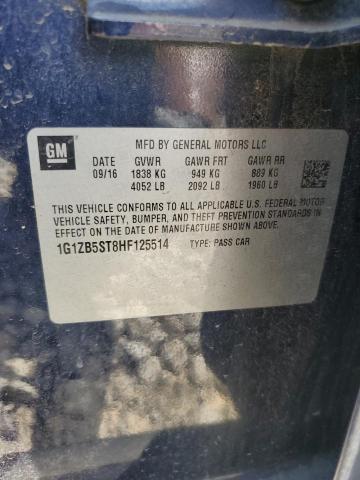 GM
MFD BY GENERAL MOTORS LLC
DATE GVWR GAWR FRT GAWR RR
09/16 1838 KG 949 KG 889 KG
4052 LB 2092 LB 1960 LB
THIS VEHICLE CONFORMS TO ALL APPLICABLE U.S. FEDERAL MOTOR
VEHICLE SAFETY, BUMPER, AND THEFT PREVENTION STANDARDS IN
EFFECT ON THE DATE OF MANUFACTURE SHOWN ABOVE.
1G1ZB5ST8HF125514 TYPE: PASS CAR